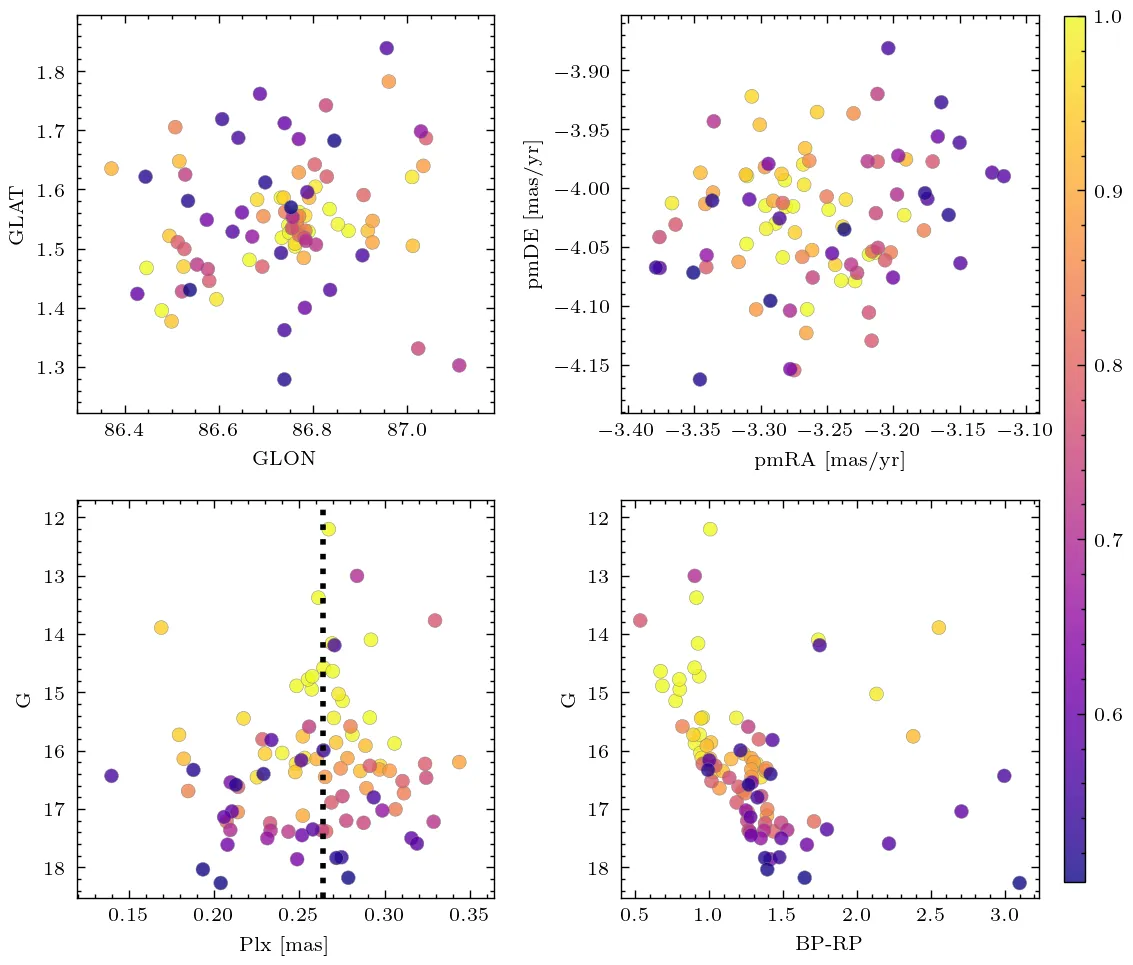 1.8
1.7
1.6
1.5
1.4
1.3
GLAT
86.4 86.6 86.8 87.0
GLON
−3.90
−3.95
−4.00
−4.05
−4.10
−4.15
pmDE [mas/yr]
−3.40 −3.35 −3.30 −3.25 −3.20 −3.15 −3.10
pmRA [mas/yr]
12
13
14
15
16
17
18
G
0.15 0.20 0.25 0.30 0.35
Plx [mas]
12
13
14
15
16
17
18
G
0.5 1.0 1.5 2.0 2.5 3.0
BP-RP
1.0
0.9
0.8
0.7
0.6